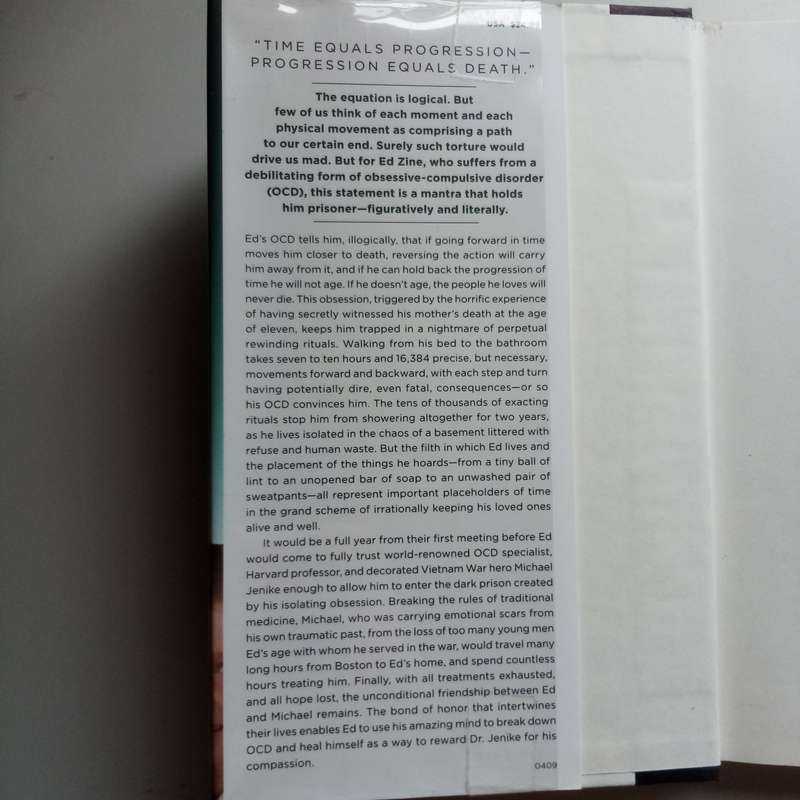 USA $24.
"TIME EQUALS PROGRESSION—
PROGRESSION EQUALS DEATH."
The equation is logical. But
few of us think of each moment and each
physical movement as comprising a path
to our certain end. Surely such torture would
drive us mad. But for Ed Zine, who suffers from a
debilitating form of obsessive-compulsive disorder
(OCD), this statement is a mantra that holds
him prisoner—figuratively and literally.
Ed's OCD tells him, illogically, that if going forward in time
moves him closer to death, reversing the action will carry
him away from it, and if he can hold back the progression of
time he will not age. If he doesn't age, the people he loves will
never die. This obsession, triggered by the horrific experience
of having secretly witnessed his mother's death at the age
of eleven, keeps him trapped in a nightmare of perpetual
rewinding rituals. Walking from his bed to the bathroom
takes seven to ten hours and 16,384 precise, but necessary,
movements forward and backward, with each step and turn
having potentially dire, even fatal, consequences—or so
his OCD convinces him. The tens of thousands of exacting
rituals stop him from showering altogether for two years,
as he lives isolated in the chaos of a basement littered with
refuse and human waste. But the filth in which Ed lives and
the placement of the things he hoards—from a tiny ball of
lint to an unopened bar of soap to an unwashed pair of
sweatpants—all represent important placeholders of time
in the grand scheme of irrationally keeping his loved ones
alive and well.
It would be a full year from their first meeting before Ed
would come to fully trust world-renowned OCD specialist,
Harvard professor, and decorated Vietnam War hero Michael
Jenike enough to allow him to enter the dark prison created
by his isolating obsession. Breaking the rules of traditional
medicine, Michael, who was carrying emotional scars from
his own traumatic past, from the loss of too many young men
Ed's age with whom he served in the war, would travel many
long hours from Boston to Ed's home, and spend countless
hours treating him. Finally, with all treatments exhausted,
and all hope lost, the unconditional friendship between Ed
and Michael remains. The bond of honor that intertwines
their lives enables Ed to use his amazing mind to break down
OCD and heal himself as a way to reward Dr. Jenike for his
compassion.
0409